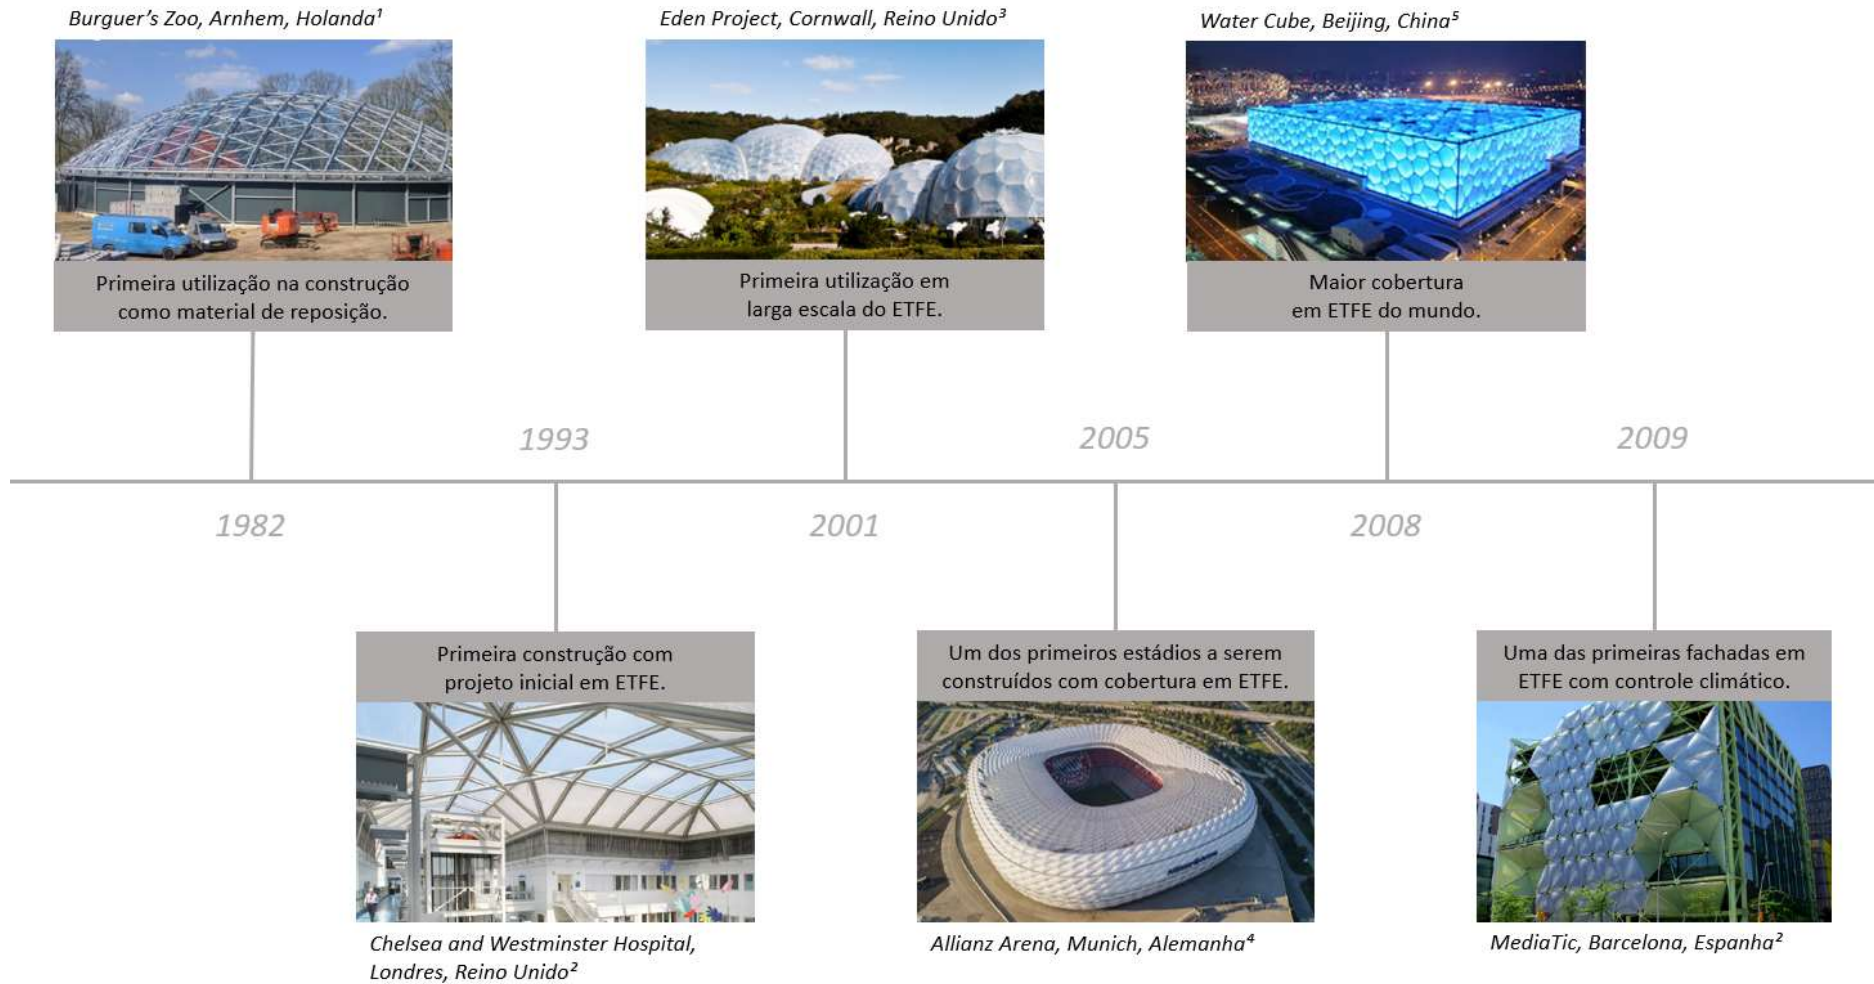 Burguer’s Zoo, Arnhem, Holanda¹
Eden Project, Cornwall, Reino Unido³
Water Cube, Beijing, China⁵
Primeira utilização na construção
como material de reposição.
Primeira utilização em
larga escala do ETFE.
Maior cobertura
em ETFE do mundo.
1993
2005
2009
1982
2001
2008
Primeira construção com
projeto inicial em ETFE.
Um dos primeiros estádios a serem
construídos com cobertura em ETFE.
Uma das primeiras fachadas em
ETFE com controle climático.
Chelsea and Westminster Hospital,
Londres, Reino Unido²
Allianz Arena, Munich, Alemanha⁴
MediaTic, Barcelona, Espanha²